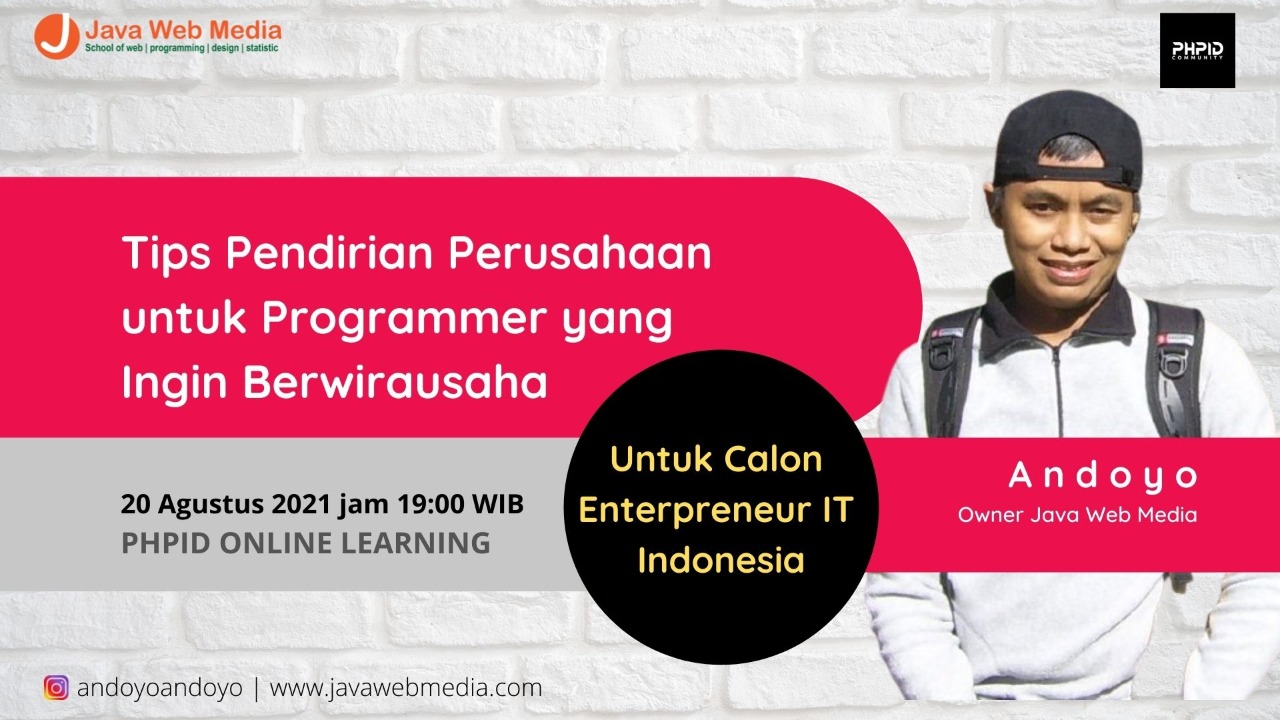 Java Web Media
School of web | programming | design | statistic
PHPID
COMMUNITY
Tips Pendirian Perusahaan
untuk Programmer yang
Ingin Berwirausaha
Untuk Calon
Enterpreneur IT
Indonesia
Andoyo
Owner Java Web Media
20 Agustus 2021 jam 19:00 WIB
PHPID ONLINE LEARNING
andoyoandoyo | www.javawebmedia.com